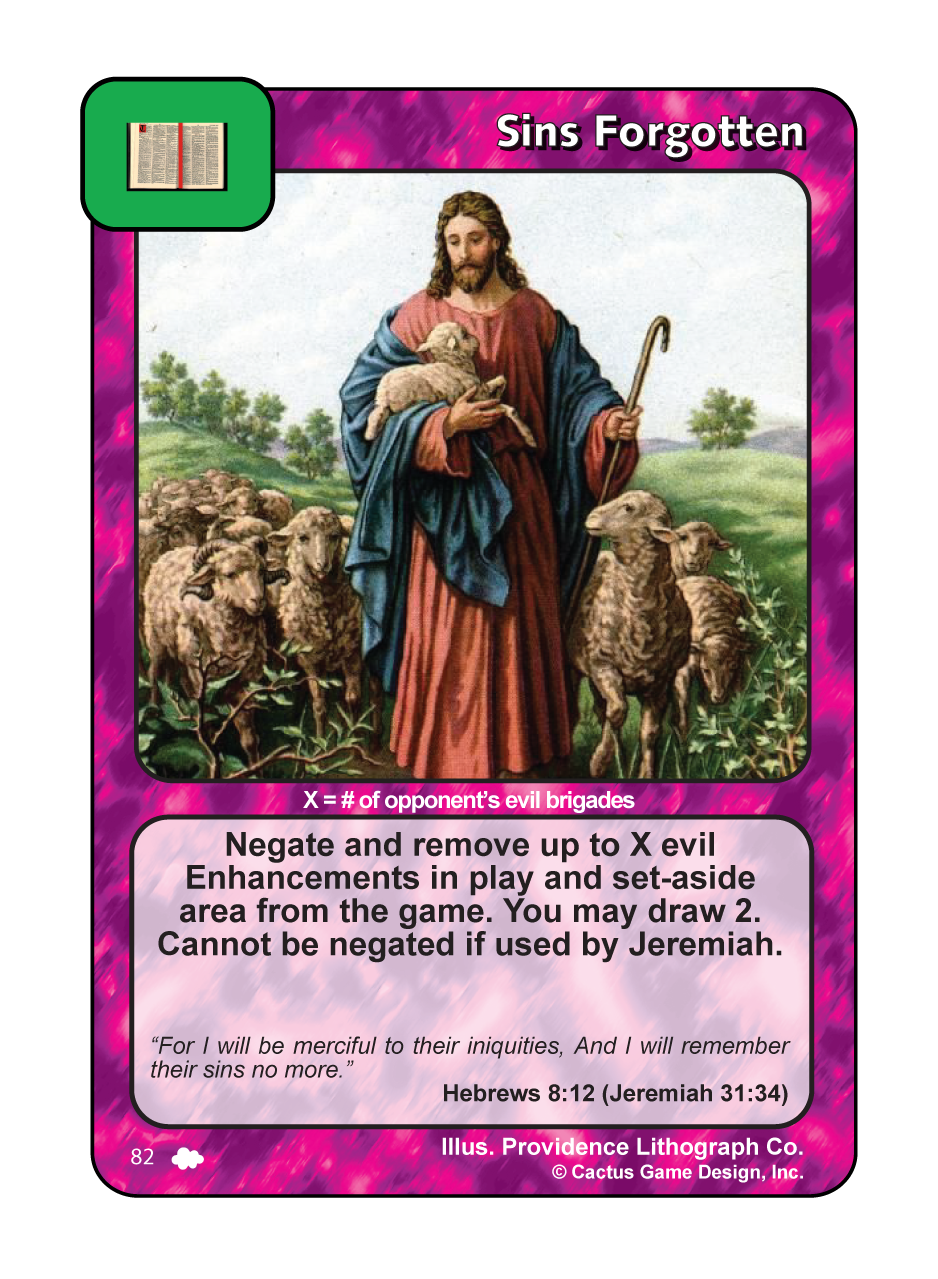 Sins Forgotten
X = # of opponent's evil brigades
Negate and remove up to X evil
Enhancements in play and set-aside
area from the game. You may draw 2.
Cannot be negated if used by Jeremiah.
“For I will be merciful to their iniquities, And I will remember
their sins no more.”
Hebrews 8:12 (Jeremiah 31:34)
82
Illus. Providence Lithograph Co.
© Cactus Game Design, Inc.